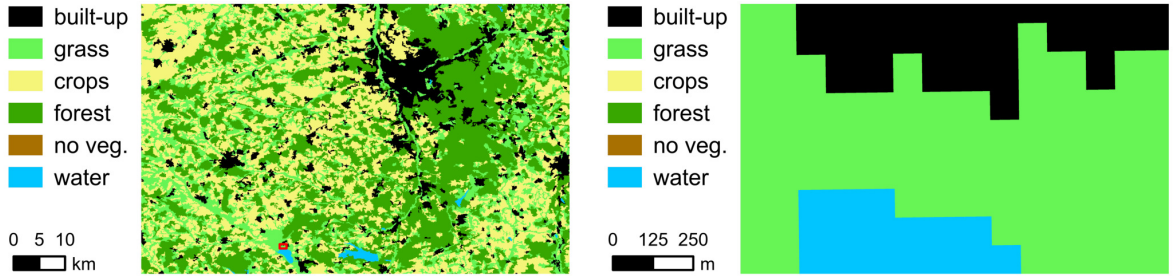 built-up
grass
crops
forest
no veg.
water
0 5 10
km
built-up
grass
crops
forest
no veg.
water
0 125 250
m